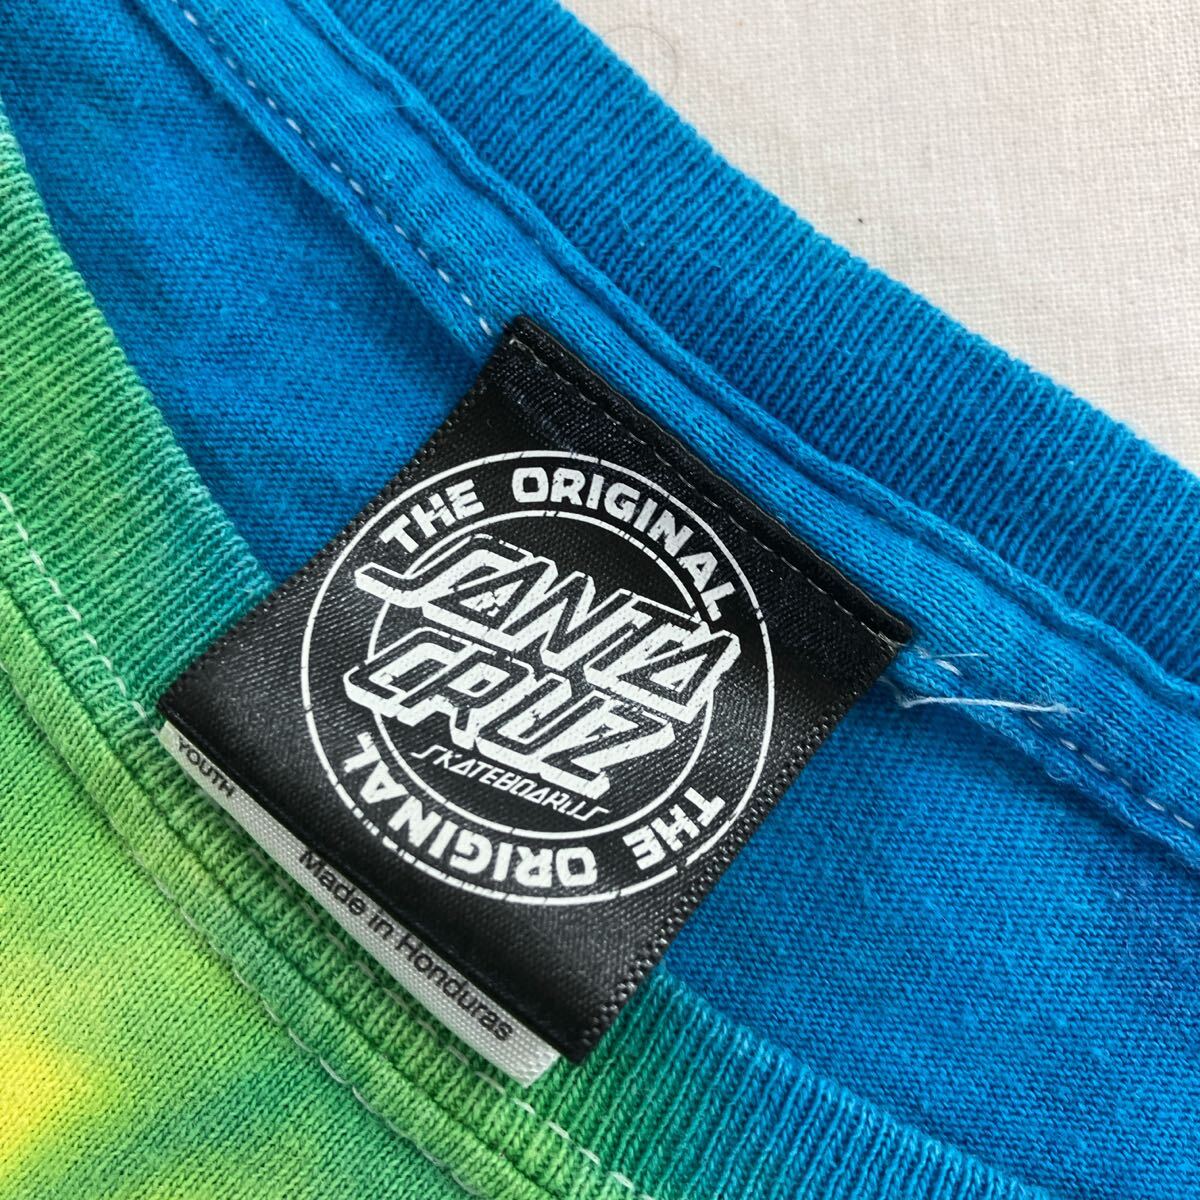 THE ORIGINAL
SANTA
CRUZ
SKATEBOARDS
THE ORIGINAL
YOUTH
Made in Honduras